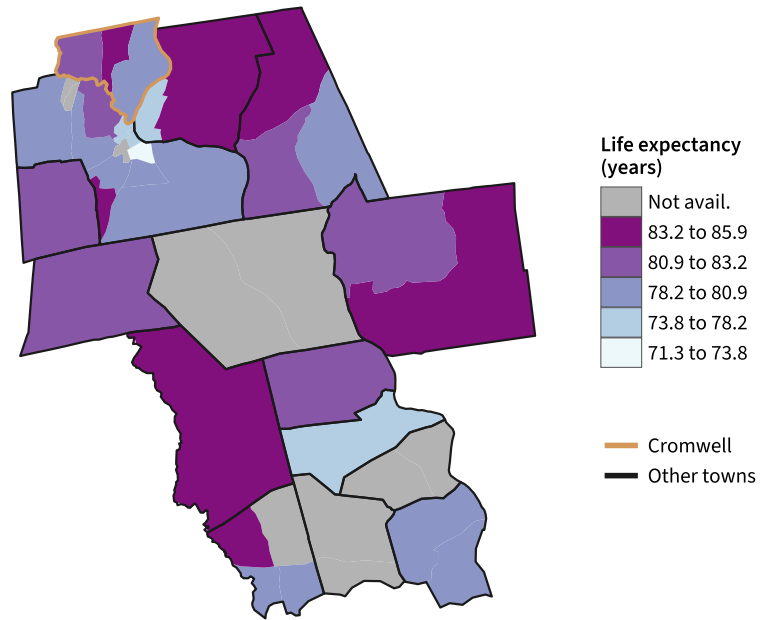 Life expectancy
(years)
Not avail.
83.2 to 85.9
80.9 to 83.2
78.2 to 80.9
73.8 to 78.2
71.3 to 73.8
Cromwell
Other towns